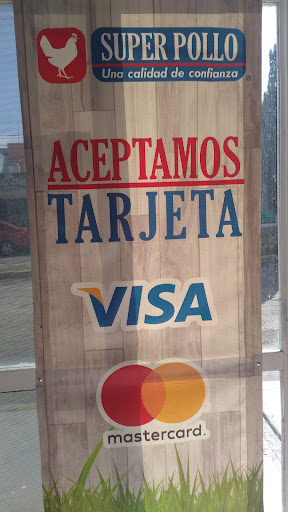 SUPER POLLO
Una calidad de confianza
®
ACEPTAMOS
TARJETA
VISA
mastercard.